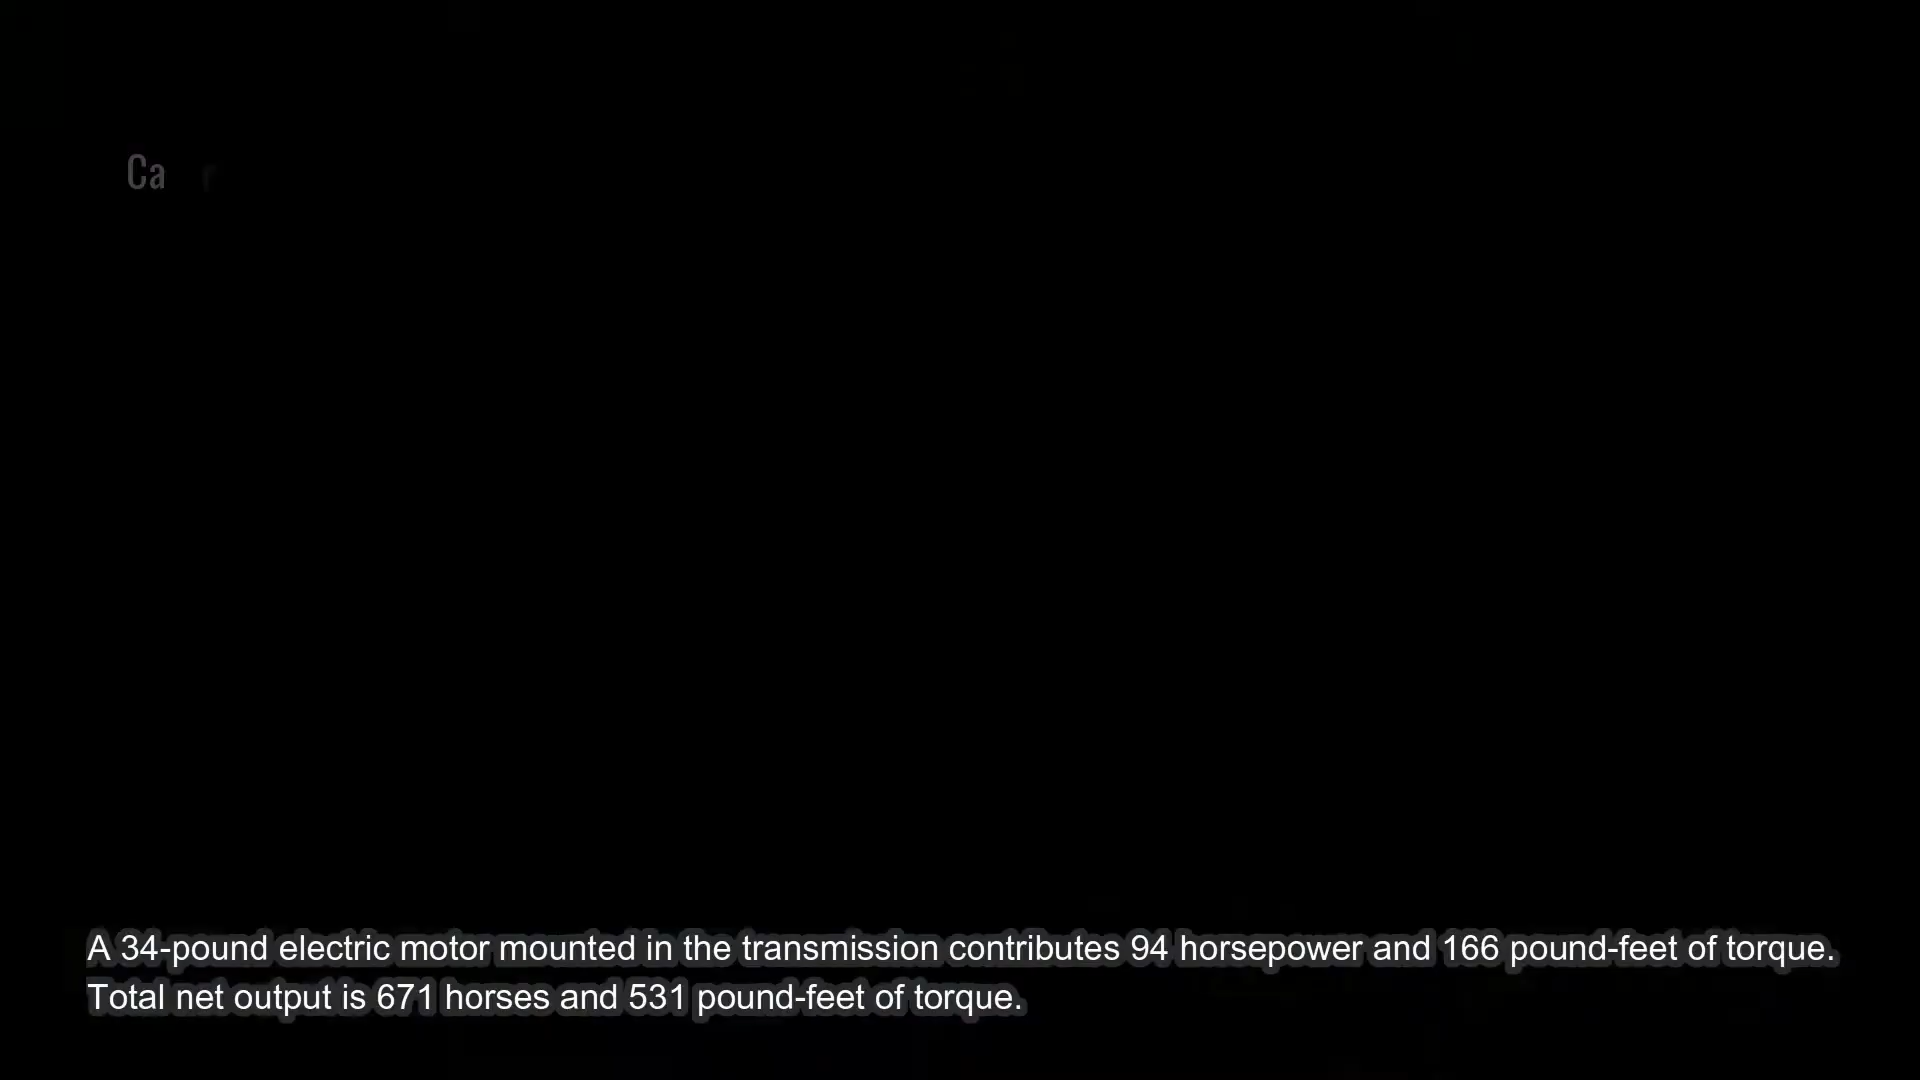 Ca r
A 34-pound electric motor mounted in the transmission contributes 94 horsepower and 166 pound-feet of torque.
Total net output is 671 horses and 531 pound-feet of torque.